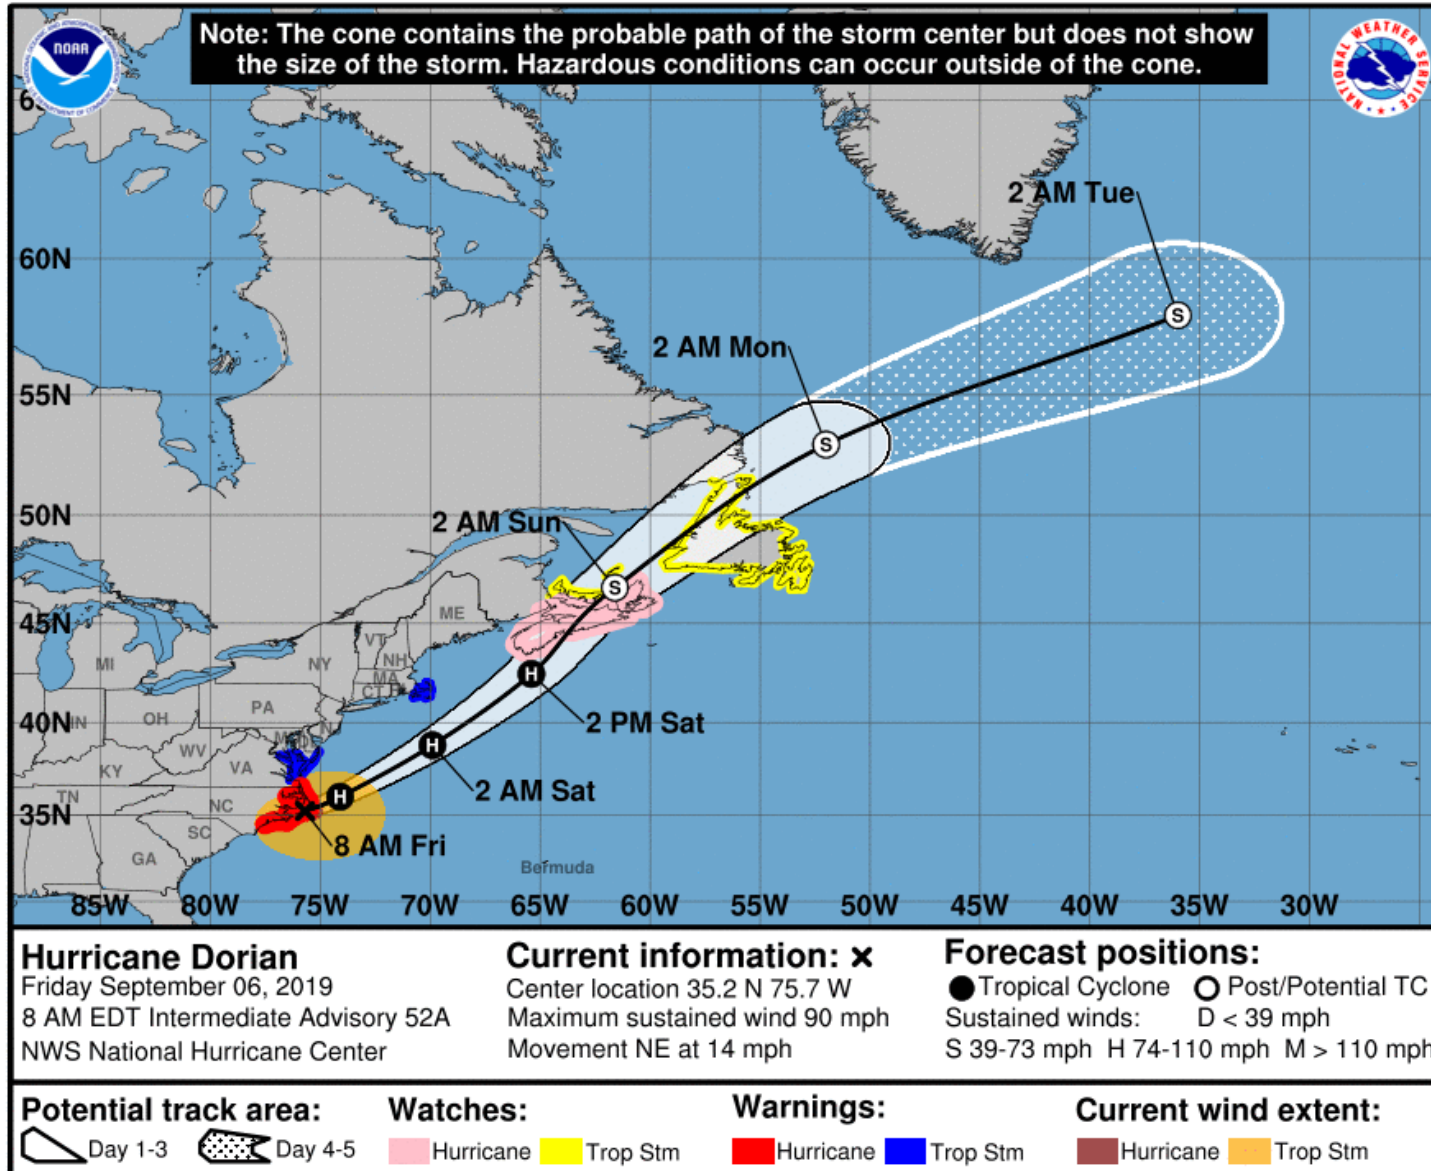 Note: The cone contains the probable path of the storm center but does not show
the size of the storm. Hazardous conditions can occur outside of the cone.
NOAA
NATIONAL WEATHER SERVICE
2 AM Tue
60N
2 AM Mon
55N
50N
2 AM Sun
ME
45N
VT
MI
NY
NH
MA
CT
PA
2 PM Sat
40N
IN
OH
WV
KY
VA
2 AM Sat
TN
NC
35N
SC
8 AM Fri
GA
Bermuda
S
S
S
H
H
H
85W 80W 75W 70W 65W 60W 55W 50W 45W 40W 35W 30W
Hurricane Dorian
Friday September 06, 2019
8 AM EDT Intermediate Advisory 52A
NWS National Hurricane Center
Current information: ×
Center location 35.2 N 75.7 W
Maximum sustained wind 90 mph
Movement NE at 14 mph
Forecast positions:
Tropical Cyclone Post/Potential TC
Sustained winds: D < 39 mph
S 39-73 mph H 74-110 mph M > 110 mph
Potential track area:
Day 1-3 Day 4-5
Watches:
Hurricane Trop Stm
Warnings:
Hurricane Trop Stm
Current wind extent:
Hurricane Trop Stm